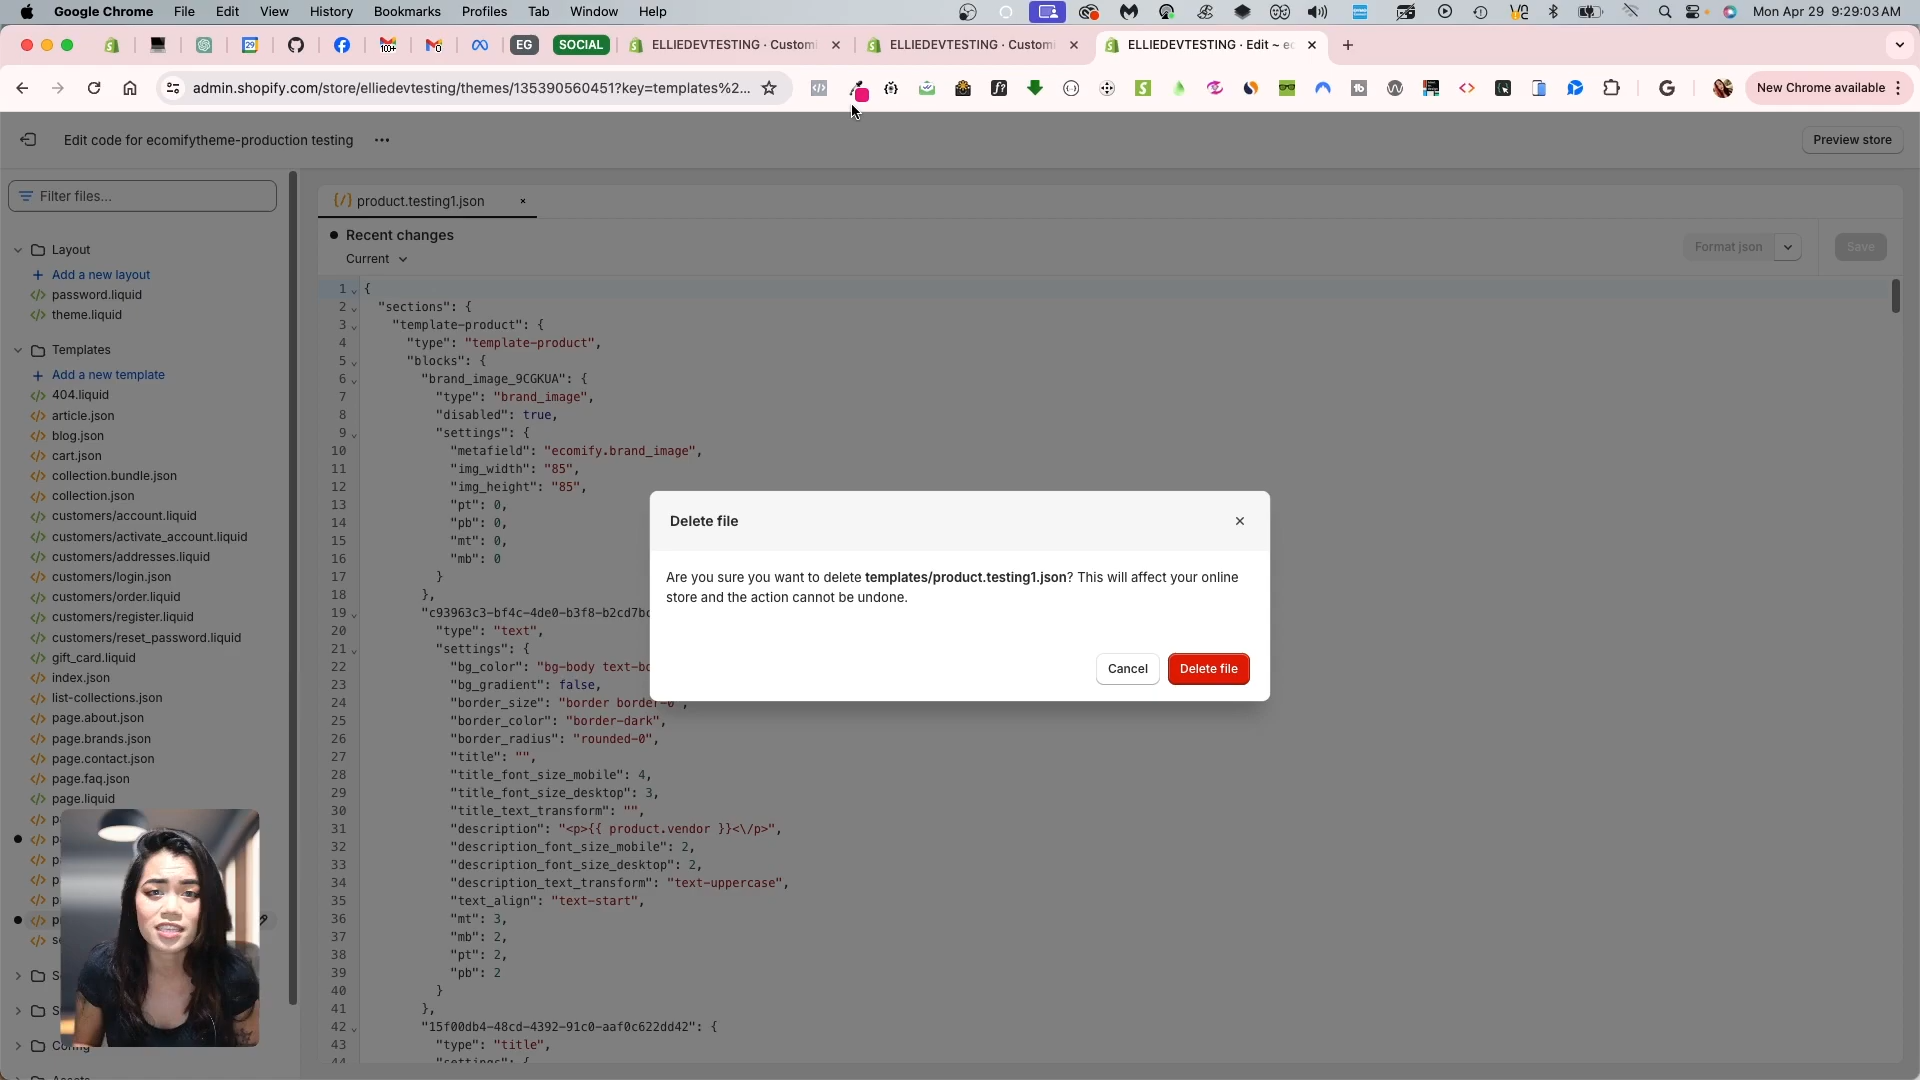 Google Chrome File Edit View History Bookmarks Profiles Tab Window Help Mon Apr 29 9:29:03 AM
EG SOCIAL ELLIEDEVTESTING · Customi ELLIEDEVTESTING · Customi ELLIEDEVTESTING · Edit ~ ec
admin.shopify.com/store/elliedevtesting/themes/135390560451?key=templates%2... New Chrome available
Edit code for ecomifytheme-production testing ... Preview store
Filter files...
{/} product.testing1.json
Recent changes
Current
Format json
Save
Layout
+ Add a new layout
password.liquid
theme.liquid
Templates
+ Add a new template
404.liquid
article.json
blog.json
cart.json
collection.bundle.json
collection.json
customers/account.liquid
customers/activate_account.liquid
customers/addresses.liquid
customers/login.json
customers/order.liquid
customers/register.liquid
customers/reset_password.liquid
gift_card.liquid
index.json
list-collections.json
page.about.json
page.brands.json
page.contact.json
page.faq.json
page.liquid
Config
Assets
1 {
2 "sections": {
3 "template-product": {
4 "type": "template-product",
5 "blocks": {
6 "brand_image_9CGKUA": {
7 "type": "brand_image",
8 "disabled": true,
9 "settings": {
10 "metafield": "ecomify.brand_image",
11 "img_width": "85",
12 "img_height": "85",
13 "pt": 0,
14 "pb": 0,
15 "mt": 0,
16 "mb": 0
17 }
18 },
19 "c93963c3-bf4c-4de0-b3f8-b2cd7bc
20 "type": "text",
21 "settings": {
22 "bg_color": "bg-body text-bo
23 "bg_gradient": false,
24 "border_size": "border border-0",
25 "border_color": "border-dark",
26 "border_radius": "rounded-0",
27 "title": "",
28 "title_font_size_mobile": 4,
29 "title_font_size_desktop": 3,
30 "title_text_transform": "",
31 "description": "<p>{{ product.vendor }}<\/p>",
32 "description_font_size_mobile": 2,
33 "description_font_size_desktop": 2,
34 "description_text_transform": "text-uppercase",
35 "text_align": "text-start",
36 "mt": 3,
37 "mb": 2,
38 "pt": 2,
39 "pb": 2
40 }
41 },
42 "15f00db4-48cd-4392-91c0-aaf0c622dd42": {
43 "type": "title",
44 "settings": {
Delete file
Are you sure you want to delete templates/product.testing1.json? This will affect your online
store and the action cannot be undone.
Cancel
Delete file